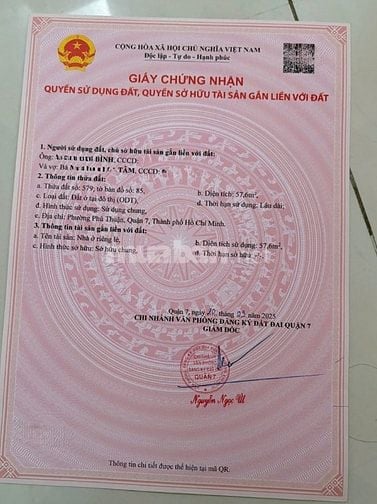 CỘNG HÒA XÃ HỘI CHỦ NGHĨA VIỆT NAM
Độc lập - Tự do - Hạnh phúc
GIẤY CHỨNG NHẬN
QUYỀN SỬ DỤNG ĐẤT, QUYỀN SỞ HỮU TÀI SẢN GẮN LIỀN VỚI ĐẤT
1. Người sử dụng đất, chủ sở hữu tài sản gắn liền với đất:
Ông: BÌNH, CCCD:
Và vợ: Bà TÂM, CCCD:
2. Thông tin thửa đất:
a. Thửa đất số: 579; tờ bản đồ số: 85, b. Diện tích: 57,6m²,
c. Loại đất: Đất ở tại đô thị (ODT), d. Thời hạn sử dụng: Lâu dài;
đ. Hình thức sử dụng: Sử dụng chung,
e. Địa chỉ: Phường Phú Thuận, Quận 7, Thành phố Hồ Chí Minh.
3. Thông tin tài sản gắn liền với đất:
a. Tên tài sản: Nhà ở riêng lẻ, b. Diện tích sử dụng: 57,6m²,
c. Hình thức sở hữu: Sở hữu chung, d. Thời hạn sở hữu: -/-.
Quận 7, ngày 20 tháng 03 năm 2025
CHI NHÁNH VĂN PHÒNG ĐĂNG KÝ ĐẤT ĐAI QUẬN 7
GIÁM ĐỐC
QUẬN 7
Nguyễn Ngọc Út
Thông tin chi tiết được thể hiện tại mã QR.